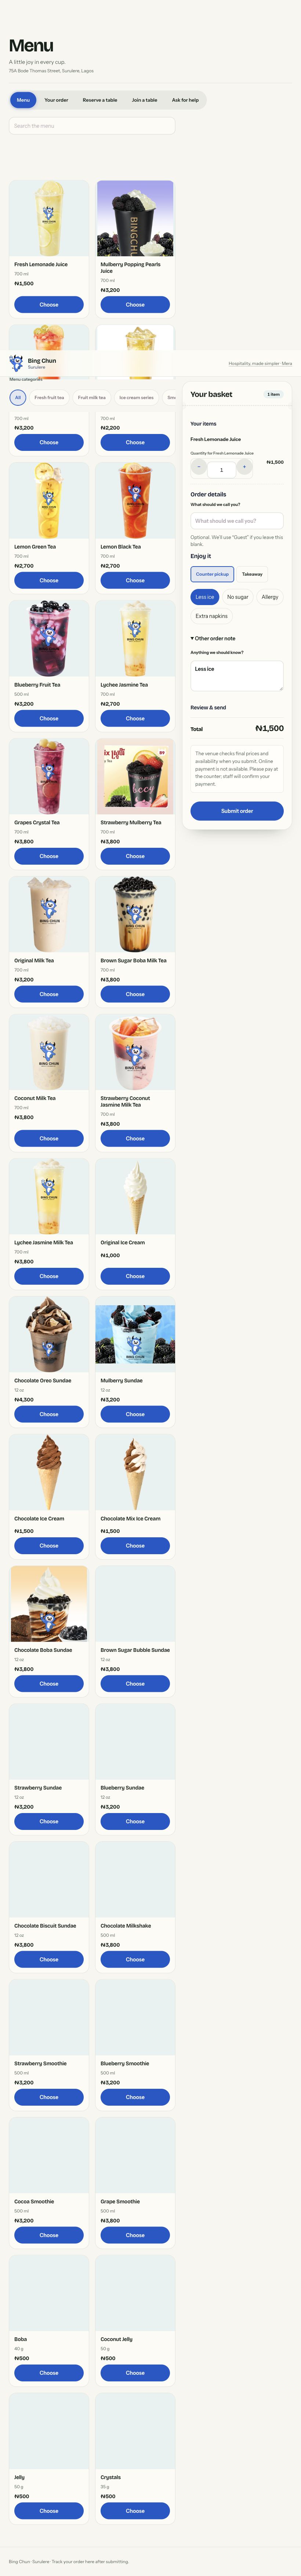 Menu
A little joy in every cup.
75A Bode Thomas Street, Surulere, Lagos
Menu
Your order
Reserve a table
Join a table
Ask for help
Search the menu
Fresh Lemonade Juice
700 ml
₦1,500
Choose
Mulberry Popping Pearls
Juice
700 ml
₦3,200
Choose
Bing Chun
Surulere
Hospitality, made simpler · Mera
Menu categories
All
Fresh fruit tea
Fruit milk tea
Ice cream series
700 ml
₦3,200
Choose
700 ml
₦2,200
Choose
Lemon Green Tea
700 ml
₦2,700
Choose
Lemon Black Tea
700 ml
₦2,700
Choose
Blueberry Fruit Tea
500 ml
₦3,200
Choose
Lychee Jasmine Tea
700 ml
₦2,700
Choose
Grapes Crystal Tea
700 ml
₦3,800
Choose
Strawberry Mulberry Tea
700 ml
₦3,800
Choose
Original Milk Tea
700 ml
₦3,200
Choose
Brown Sugar Boba Milk Tea
700 ml
₦3,800
Choose
Coconut Milk Tea
700 ml
₦3,800
Choose
Strawberry Coconut
Jasmine Milk Tea
700 ml
₦3,800
Choose
Lychee Jasmine Milk Tea
700 ml
₦3,800
Choose
Original Ice Cream
₦1,000
Choose
Chocolate Oreo Sundae
12 oz
₦4,300
Choose
Mulberry Sundae
12 oz
₦3,200
Choose
Chocolate Ice Cream
₦1,500
Choose
Chocolate Mix Ice Cream
₦1,500
Choose
Chocolate Boba Sundae
12 oz
₦3,800
Choose
Brown Sugar Bubble Sundae
12 oz
₦3,800
Choose
Strawberry Sundae
12 oz
₦3,200
Choose
Blueberry Sundae
12 oz
₦3,200
Choose
Chocolate Biscuit Sundae
12 oz
₦3,800
Choose
Chocolate Milkshake
500 ml
₦3,800
Choose
Strawberry Smoothie
500 ml
₦3,200
Choose
Blueberry Smoothie
500 ml
₦3,200
Choose
Cocoa Smoothie
500 ml
₦3,200
Choose
Grape Smoothie
500 ml
₦3,800
Choose
Boba
40 g
₦500
Choose
Coconut Jelly
50 g
₦500
Choose
Jelly
50 g
₦500
Choose
Crystals
35 g
₦500
Choose
Your basket
1 item
Your items
Fresh Lemonade Juice
Quantity for Fresh Lemonade Juice
− 1 +
₦1,500
Order details
What should we call you?
What should we call you?
Optional. We'll use "Guest" if you leave this
blank.
Enjoy it
Counter pickup
Takeaway
Less ice
No sugar
Allergy
Extra napkins
▾ Other order note
Anything we should know?
Less ice
Review & send
Total
₦1,500
The venue checks final prices and
availability when you submit. Online
payment is not available. Please pay at
the counter; staff will confirm your
payment.
Submit order
Bing Chun · Surulere · Track your order here after submitting.